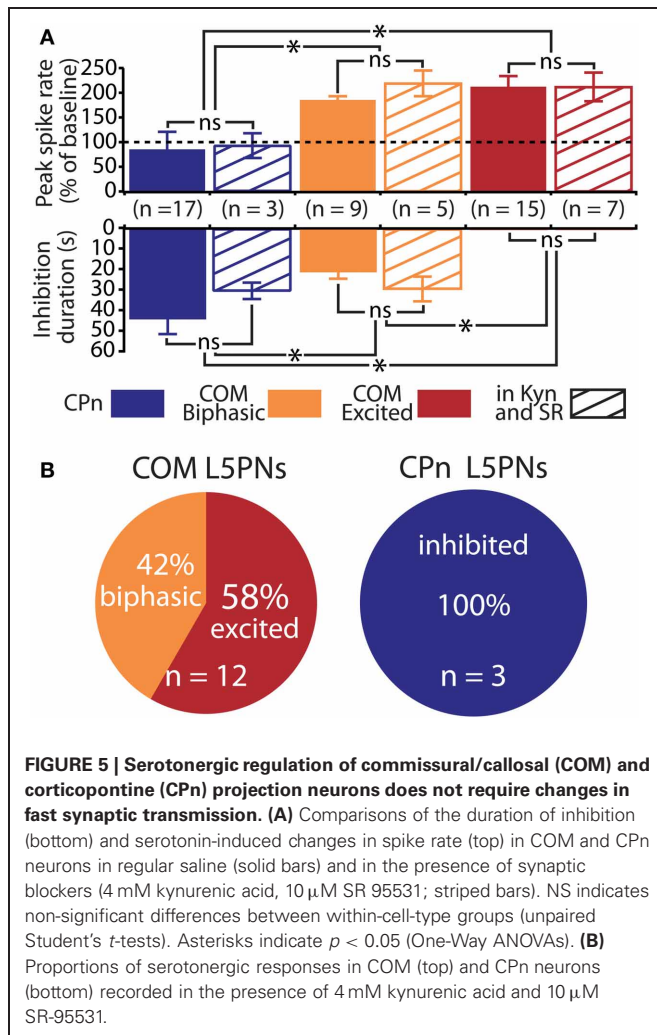 A
*
*
ns
ns
ns
Peak spike rate
(% of baseline)
250
200
150
100
50
0
(n =17) (n = 3) (n = 9) (n = 5) (n = 15) (n = 7)
Inhibition
duration (s)
0
10
20
30
40
50
60
ns
ns
ns
*
*
*
CPn
COM
Biphasic
COM
Excited
in Kyn
and SR
B
COM L5PNs
42%
biphasic
58%
excited
n = 12
CPn L5PNs
inhibited
100%
n = 3
FIGURE 5 | Serotonergic regulation of commissural/callosal (COM) and
corticopontine (CPn) projection neurons does not require changes in
fast synaptic transmission. (A) Comparisons of the duration of inhibition
(bottom) and serotonin-induced changes in spike rate (top) in COM and CPn
neurons in regular saline (solid bars) and in the presence of synaptic
blockers (4 mM kynurenic acid, 10 μM SR 95531; striped bars). NS indicates
non-significant differences between within-cell-type groups (unpaired
Student's t-tests). Asterisks indicate p < 0.05 (One-Way ANOVAs). (B)
Proportions of serotonergic responses in COM (top) and CPn neurons
(bottom) recorded in the presence of 4 mM kynurenic acid and 10 μM
SR-95531.